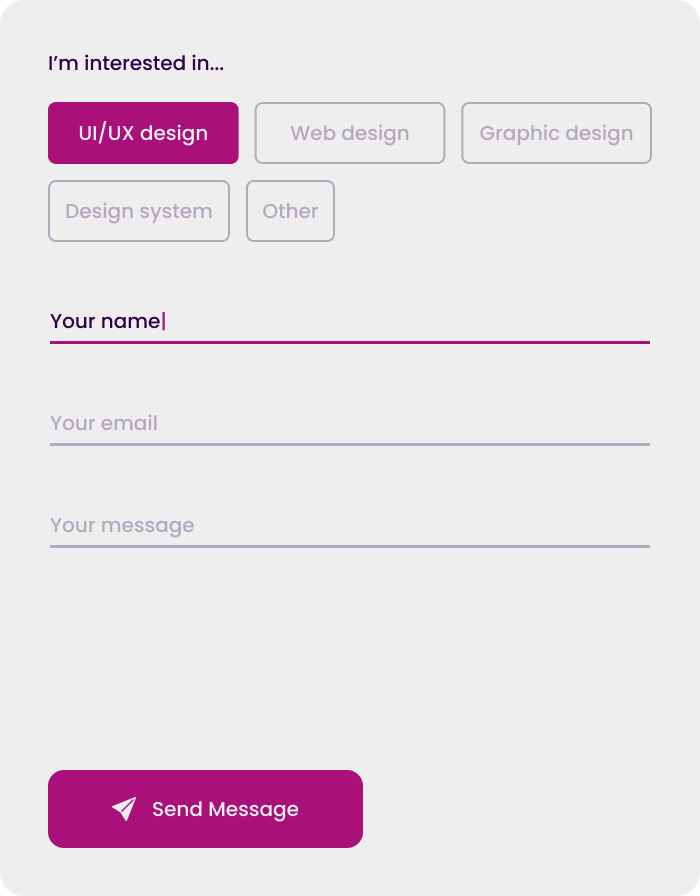 I’m interested in...
UI/UX design Web design Graphic design
Design system Other
Your name
Your email
Your message
Send Message